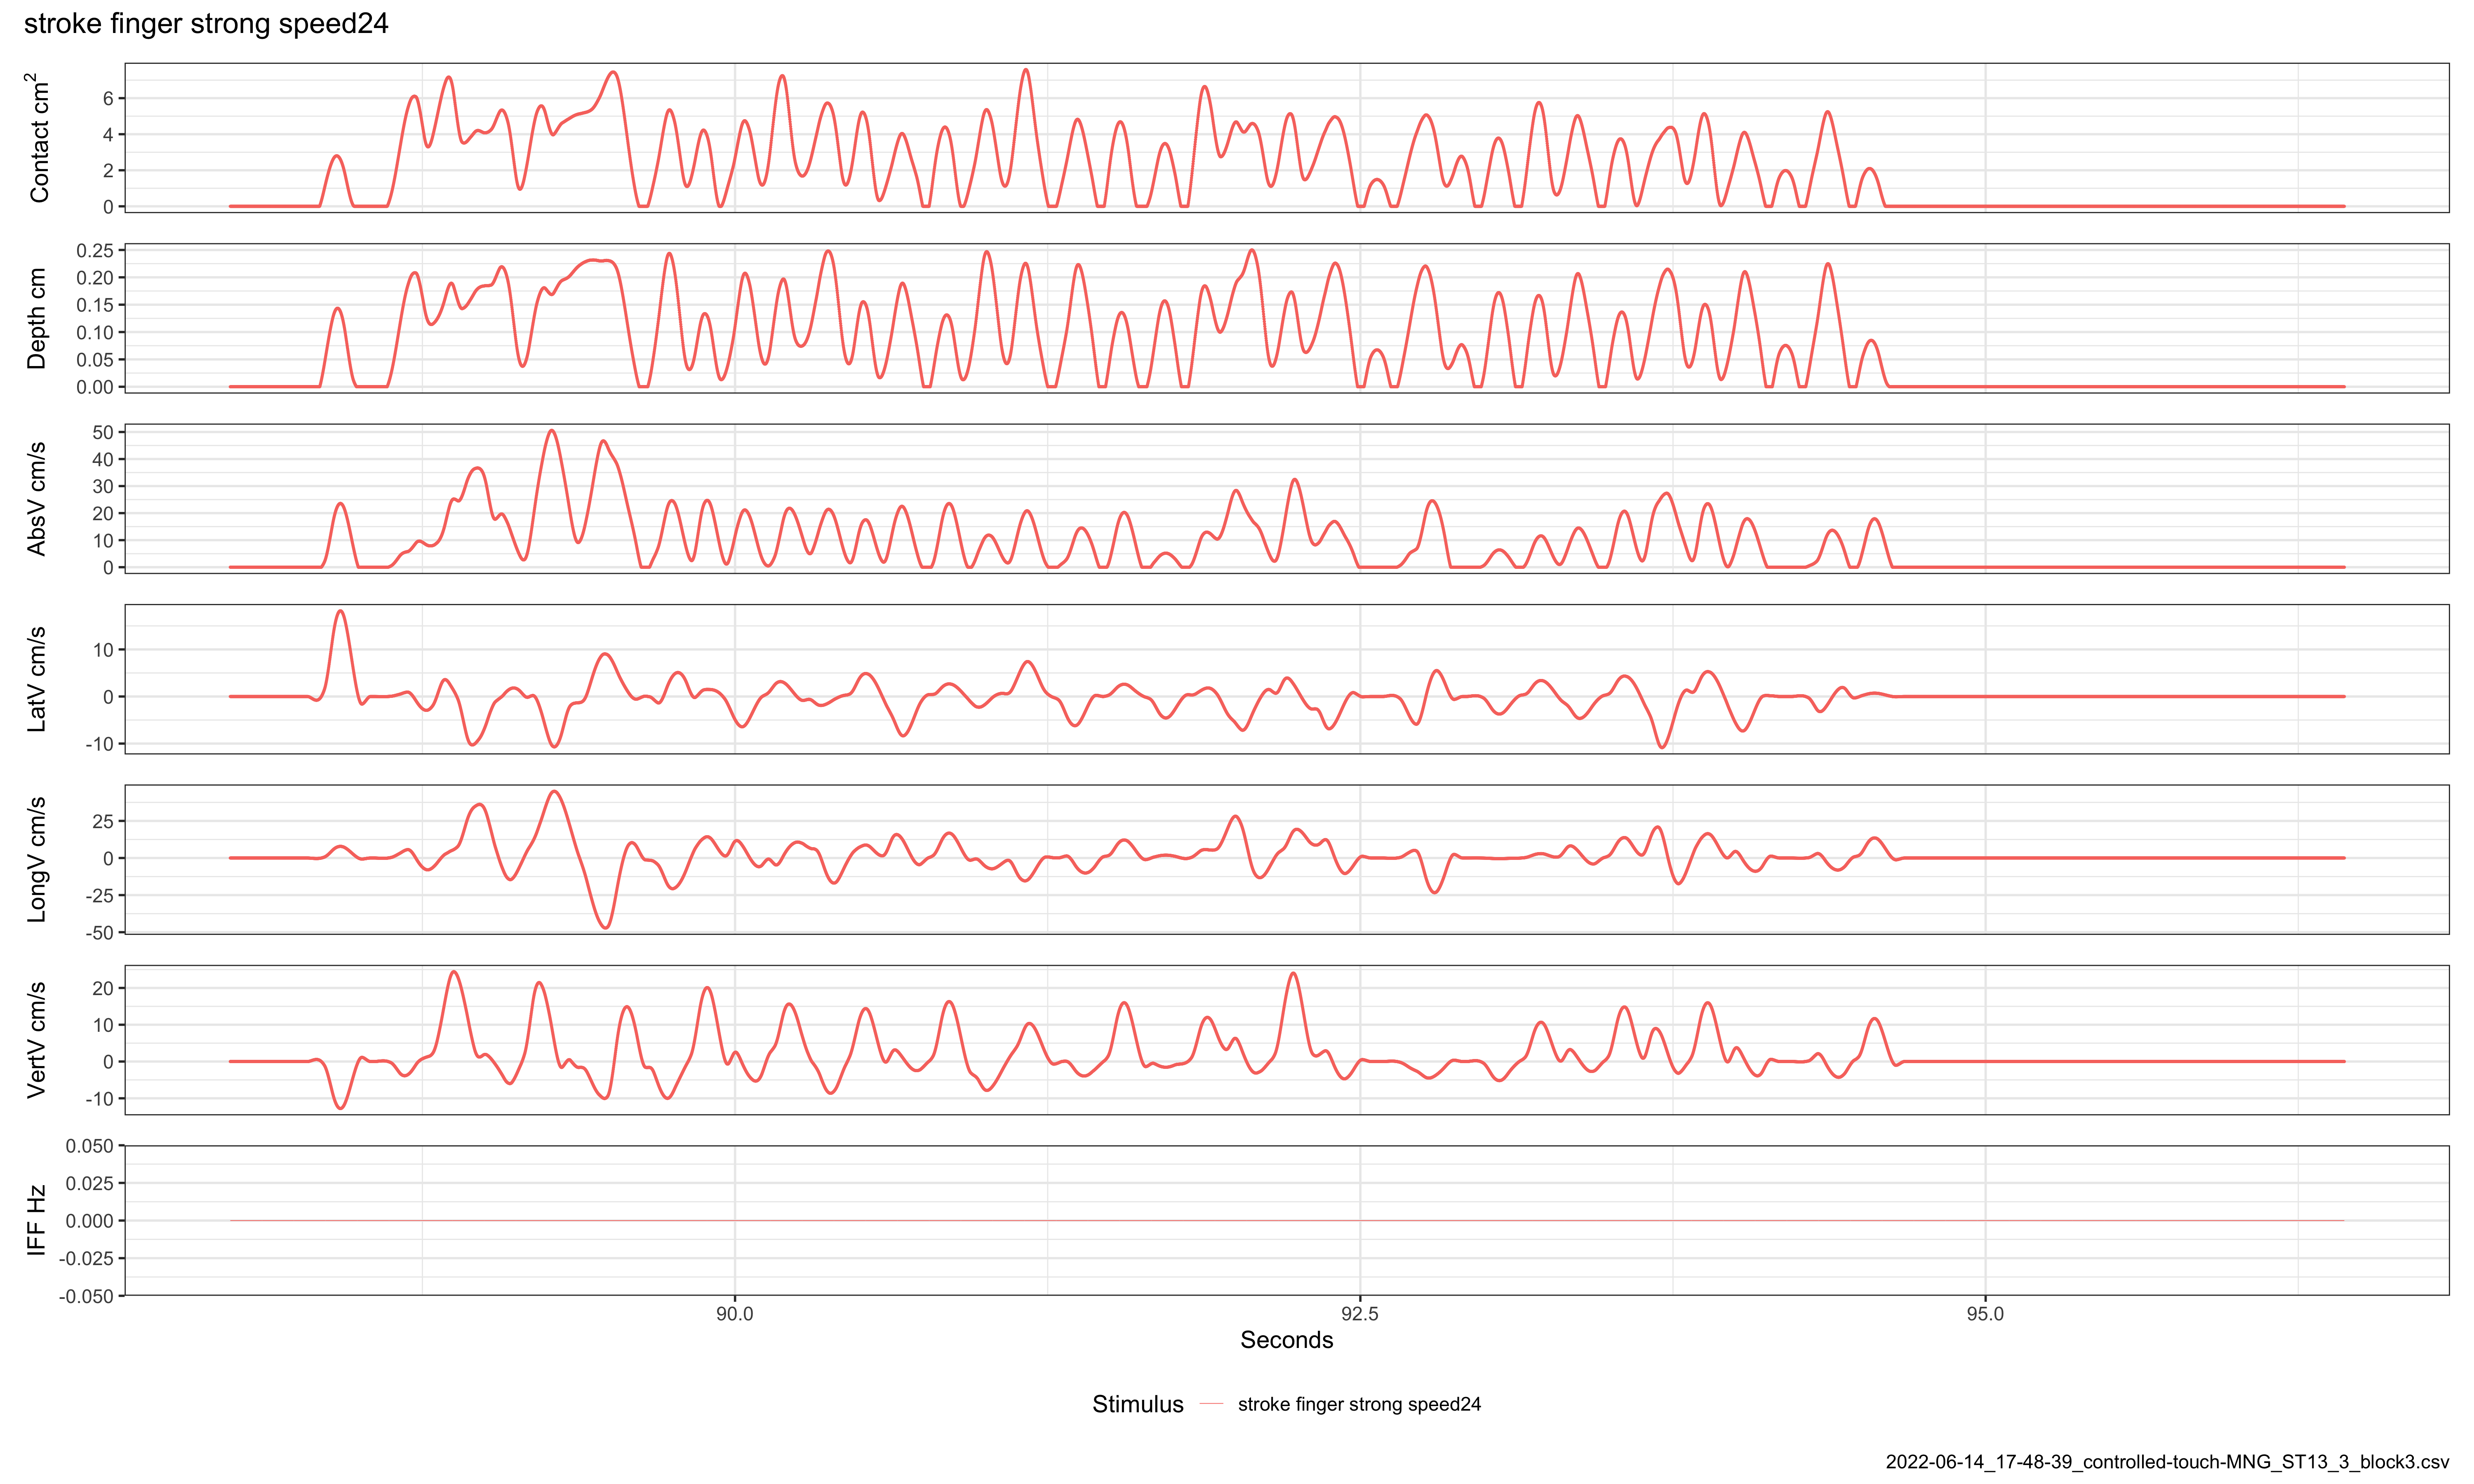 stroke finger strong speed24
Contact cm²
6
4
2
0
Depth cm
0.25
0.20
0.15
0.10
0.05
0.00
AbsV cm/s
50
40
30
20
10
0
LatV cm/s
10
0
-10
LongV cm/s
25
0
-25
-50
VertV cm/s
20
10
0
-10
IFF Hz
0.050
0.025
0.000
-0.025
-0.050
90.0 92.5 95.0
Seconds
Stimulus stroke finger strong speed24
2022-06-14_17-48-39_controlled-touch-MNG_ST13_3_block3.csv